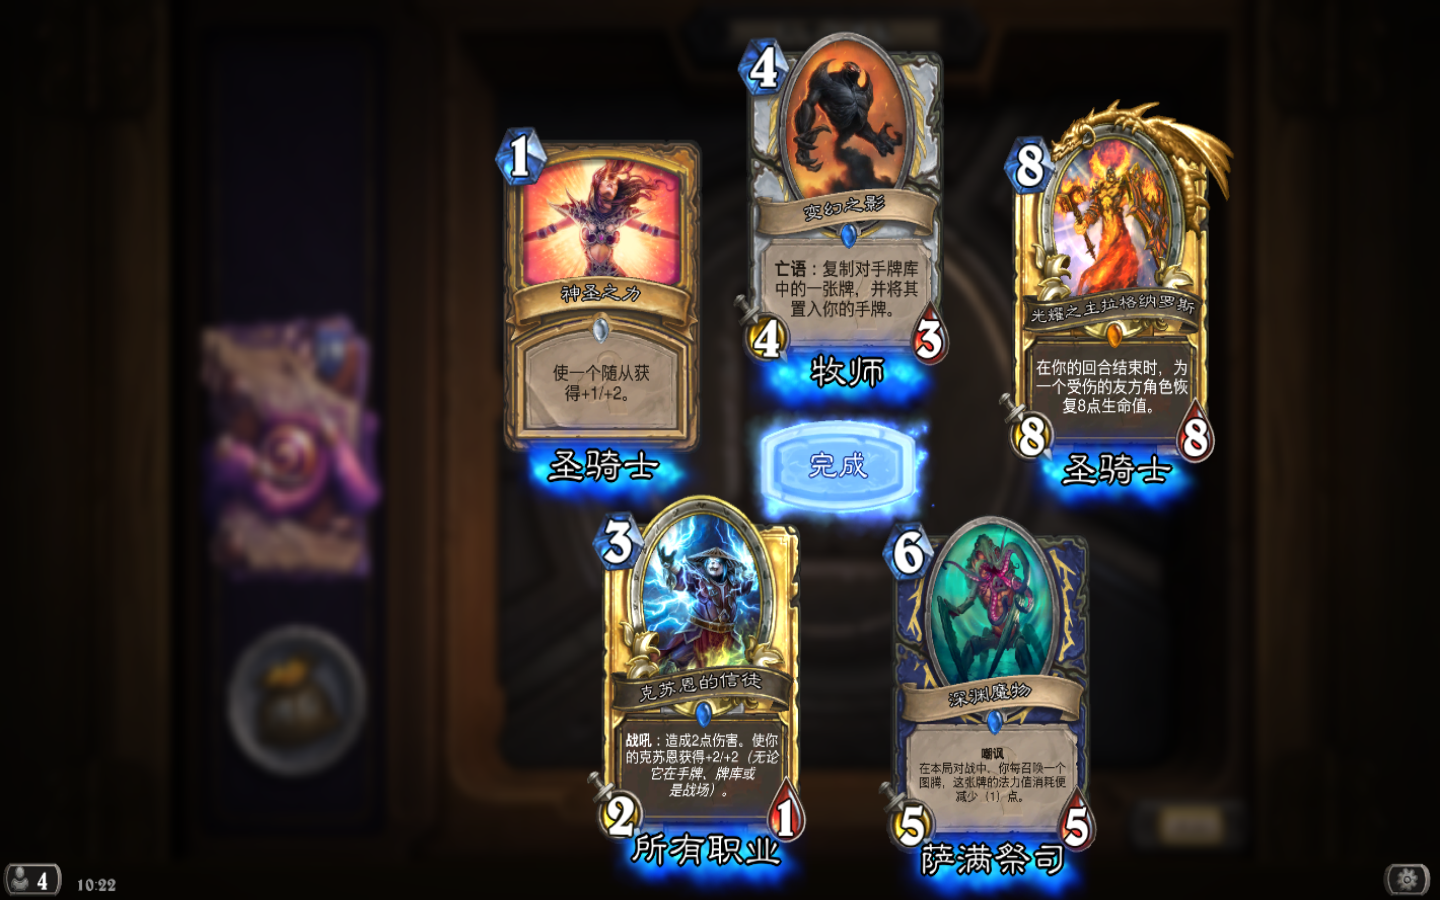 4
变幻之影
亡语：复制对手牌库
中的一张牌，并将其
置入你的手牌。
4
3
牧师
1
神圣之力
使一个随从获
得+1/+2。
圣骑士
8
光耀之主拉格纳罗斯
在你的回合结束时，为
一个受伤的友方角色恢
复8点生命值。
8
8
圣骑士
完成
3
克苏恩的信徒
战吼：造成2点伤害。使你
的克苏恩获得+2/+2（无论
它在手牌、牌库或
是战场）。
2
1
所有职业
6
深渊魔物
嘲讽
在本局对战中，你每召唤一个
图腾，这张牌的法力值消耗便
减少（1）点。
5
5
萨满祭司
4
10:22